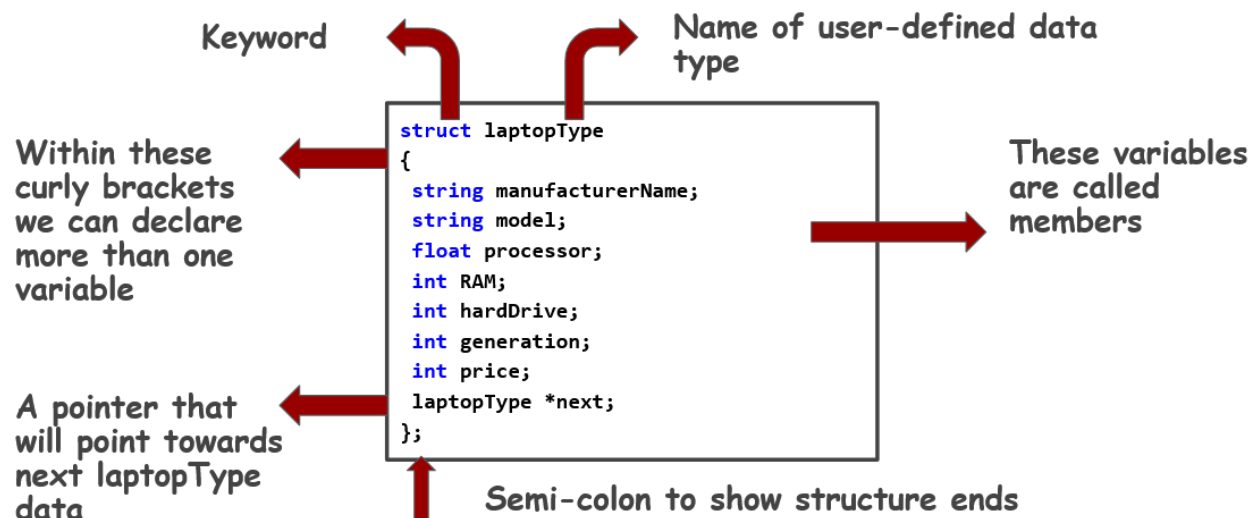 Keyword
Name of user-defined data
type
struct laptopType
{
string manufacturerName;
string model;
float processor;
int RAM;
int hardDrive;
int generation;
int price;
laptopType *next;
};
Within these
curly brackets
we can declare
more than one
variable
These variables
are called
members
A pointer that
will point towards
next laptopType
data
Semi-colon to show structure ends